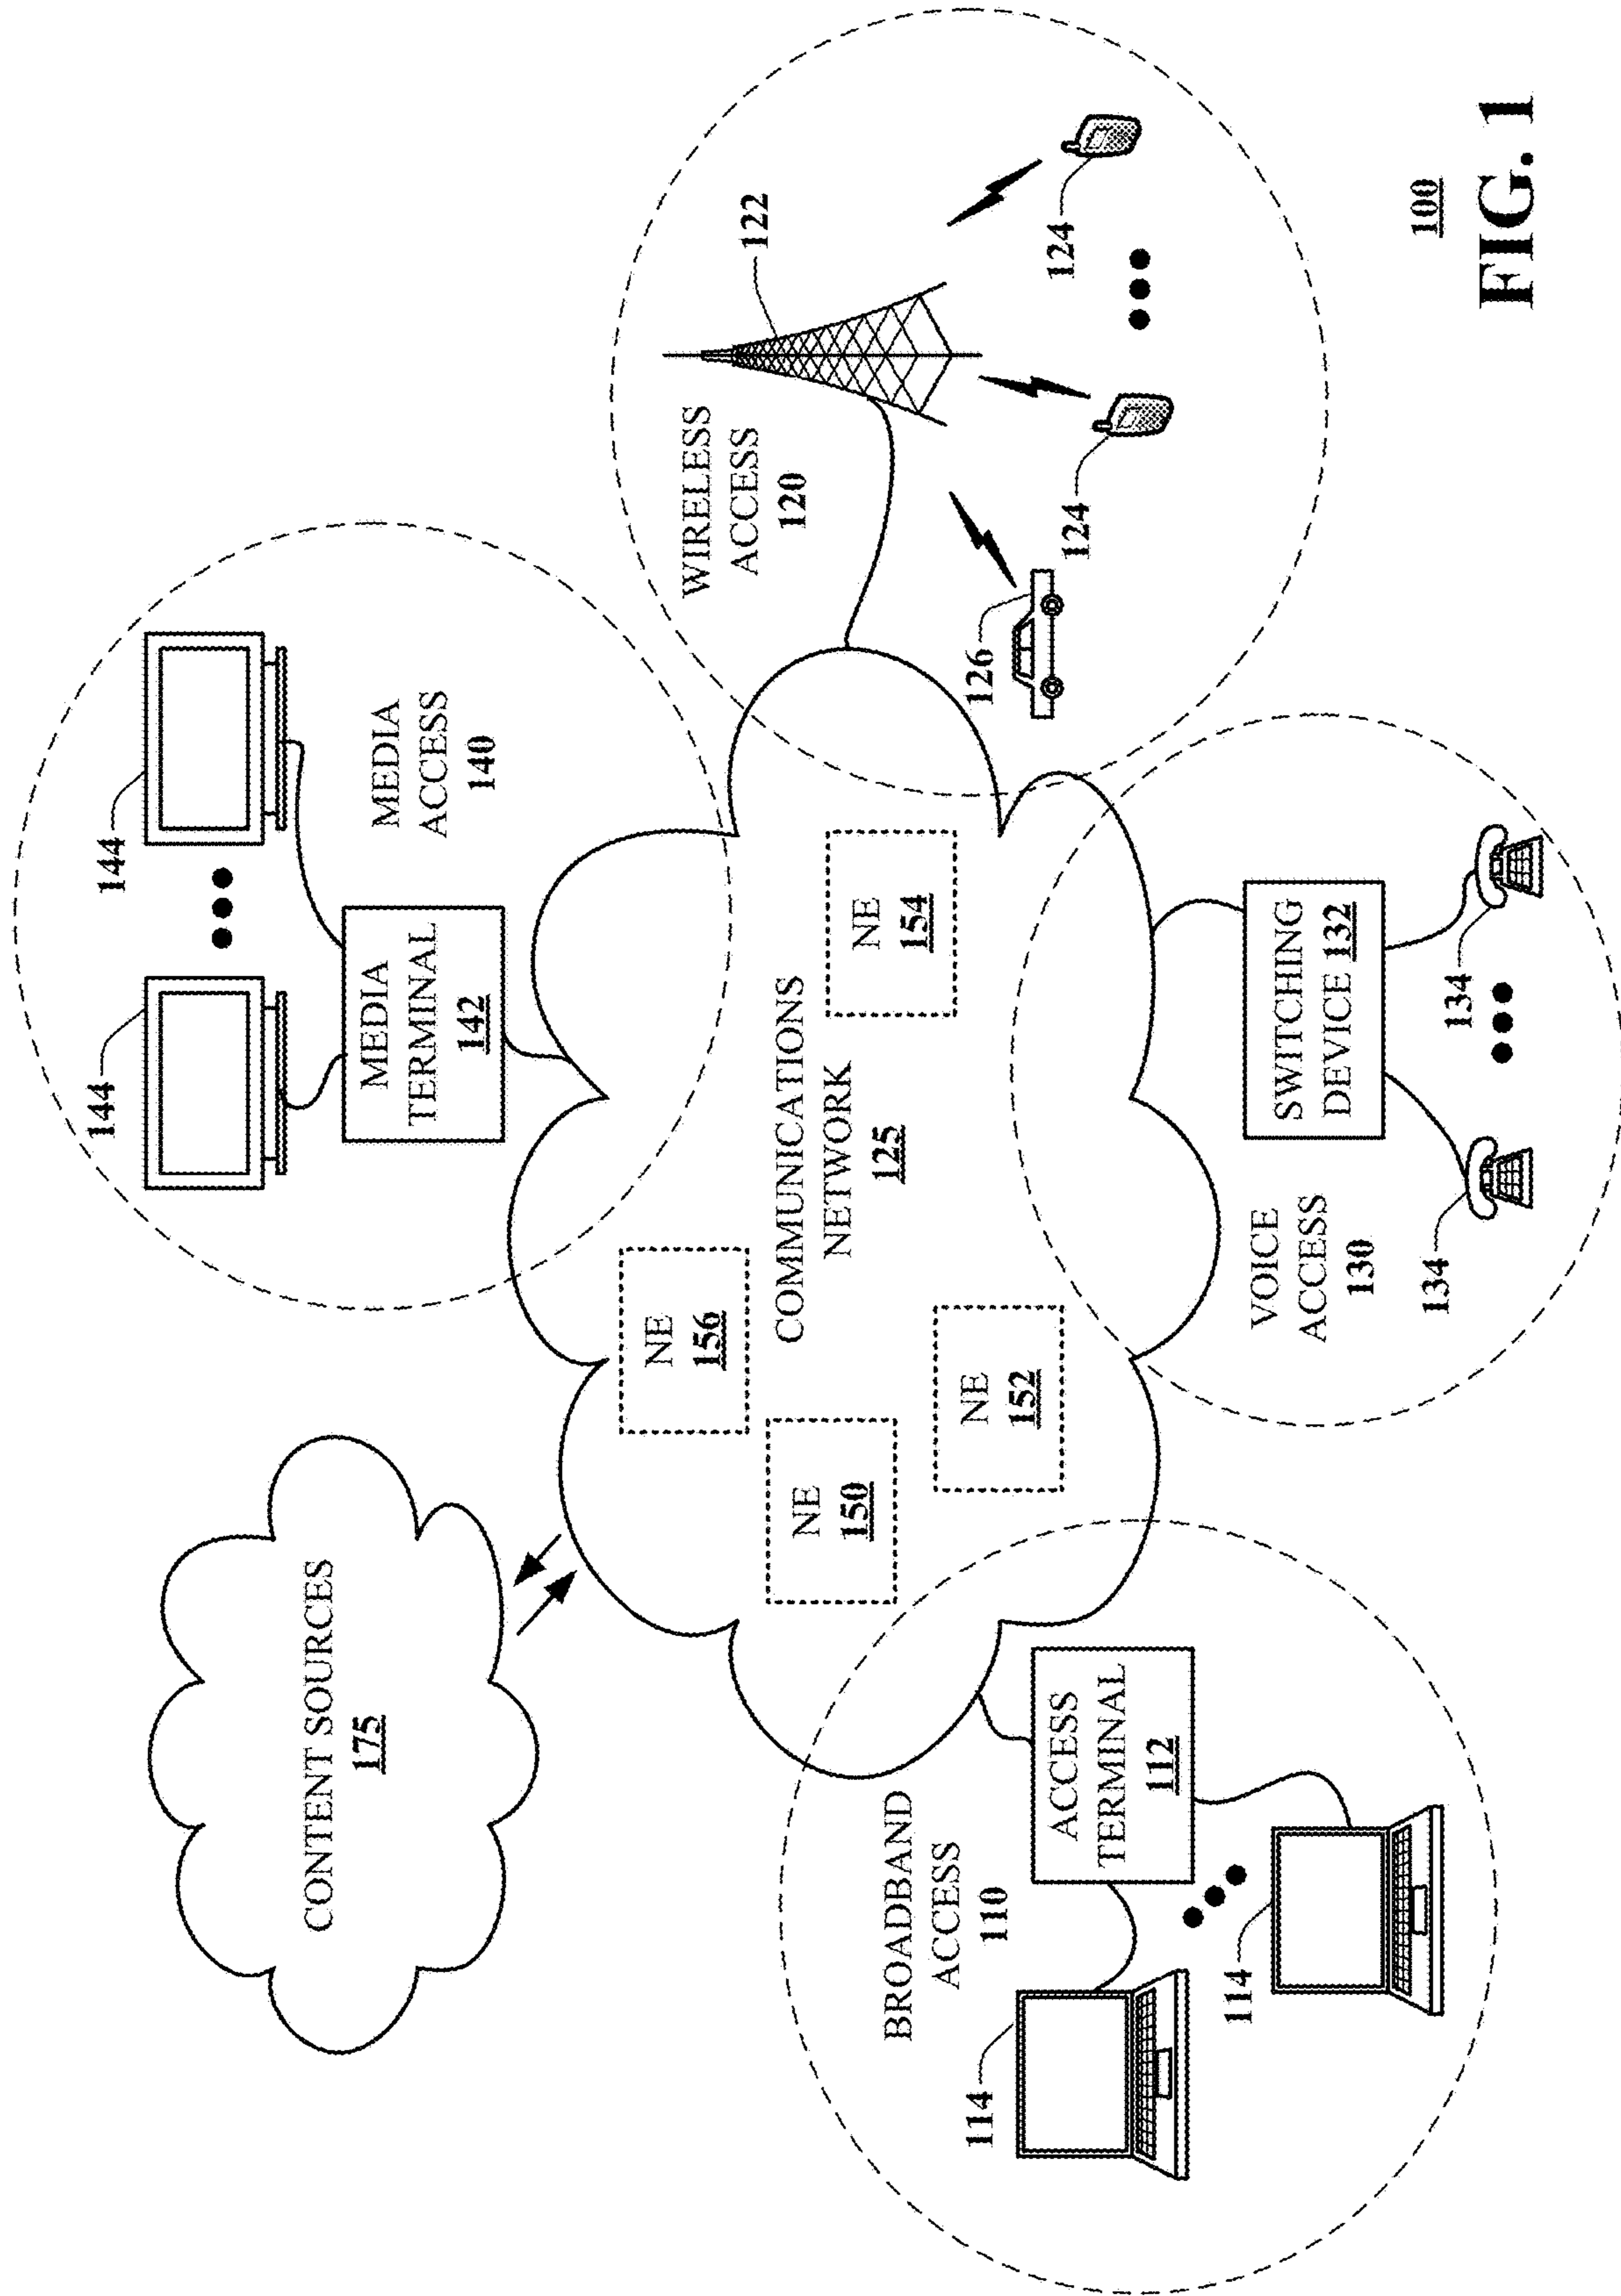 144
144
CONTENT SOURCES
175
MEDIA
TERMINAL
142
MEDIA
ACCESS
140
WIRELESS
ACCESS
120
122
NE
156
NE
150
COMMUNICATIONS
NETWORK
125
NE
154
NE
152
BROADBAND
ACCESS
110
ACCESS
TERMINAL
112
114
114
126
124
124
VOICE
ACCESS
130
SWITCHING
DEVICE 132
134
134
100
FIG. 1